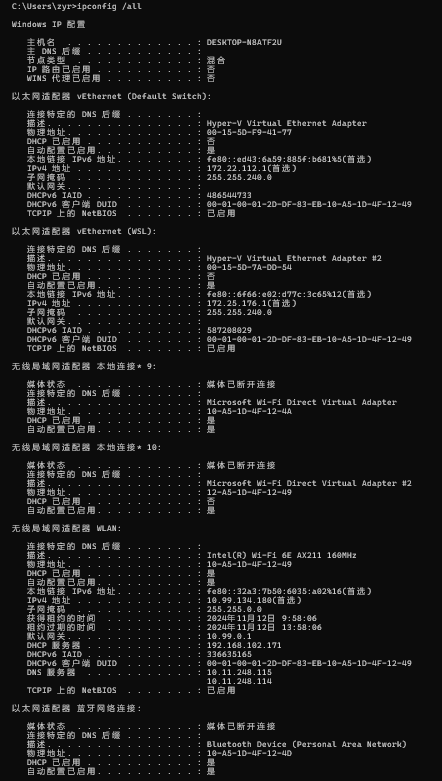 C:\Users\zyr>ipconfig /all
Windows IP 配置
主机名 . . . . . . . . . . . . . : DESKTOP-N8ATF2U
主 DNS 后缀 . . . . . . . . . . . :
节点类型 . . . . . . . . . . . . : 混合
IP 路由已启用 . . . . . . . . . . : 否
WINS 代理已启用 . . . . . . . . . : 否
以太网适配器 vEthernet (Default Switch):
连接特定的 DNS 后缀 . . . . . . . :
描述. . . . . . . . . . . . . . . : Hyper-V Virtual Ethernet Adapter
物理地址. . . . . . . . . . . . . : 00-15-5D-F9-41-77
DHCP 已启用 . . . . . . . . . . . : 否
自动配置已启用. . . . . . . . . . : 是
本地链接 IPv6 地址. . . . . . . . : fe80::ed43:6a59:885f:b681%5(首选)
IPv4 地址 . . . . . . . . . . . . : 172.22.112.1(首选)
子网掩码 . . . . . . . . . . . . : 255.255.240.0
默认网关. . . . . . . . . . . . . :
DHCPv6 IAID . . . . . . . . . . . : 486544733
DHCPv6 客户端 DUID . . . . . . . : 00-01-00-01-2D-DF-83-EB-10-A5-1D-4F-12-49
TCPIP 上的 NetBIOS . . . . . . . : 已启用
以太网适配器 vEthernet (WSL):
连接特定的 DNS 后缀 . . . . . . . :
描述. . . . . . . . . . . . . . . : Hyper-V Virtual Ethernet Adapter #2
物理地址. . . . . . . . . . . . . : 00-15-5D-7A-DD-54
DHCP 已启用 . . . . . . . . . . . : 否
自动配置已启用. . . . . . . . . . : 是
本地链接 IPv6 地址. . . . . . . . : fe80::6f66:e02:d77c:3c65%12(首选)
IPv4 地址 . . . . . . . . . . . . : 172.25.176.1(首选)
子网掩码 . . . . . . . . . . . . : 255.255.240.0
默认网关. . . . . . . . . . . . . :
DHCPv6 IAID . . . . . . . . . . . : 587208029
DHCPv6 客户端 DUID . . . . . . . : 00-01-00-01-2D-DF-83-EB-10-A5-1D-4F-12-49
TCPIP 上的 NetBIOS . . . . . . . : 已启用
无线局域网适配器 本地连接* 9:
媒体状态 . . . . . . . . . . . . : 媒体已断开连接
连接特定的 DNS 后缀 . . . . . . . :
描述. . . . . . . . . . . . . . . : Microsoft Wi-Fi Direct Virtual Adapter
物理地址. . . . . . . . . . . . . : 10-A5-1D-4F-12-4A
DHCP 已启用 . . . . . . . . . . . : 是
自动配置已启用. . . . . . . . . . : 是
无线局域网适配器 本地连接* 10:
媒体状态 . . . . . . . . . . . . : 媒体已断开连接
连接特定的 DNS 后缀 . . . . . . . :
描述. . . . . . . . . . . . . . . : Microsoft Wi-Fi Direct Virtual Adapter #2
物理地址. . . . . . . . . . . . . : 12-A5-1D-4F-12-49
DHCP 已启用 . . . . . . . . . . . : 否
自动配置已启用. . . . . . . . . . : 是
无线局域网适配器 WLAN:
连接特定的 DNS 后缀 . . . . . . . :
描述. . . . . . . . . . . . . . . : Intel(R) Wi-Fi 6E AX211 160MHz
物理地址. . . . . . . . . . . . . : 10-A5-1D-4F-12-49
DHCP 已启用 . . . . . . . . . . . : 是
自动配置已启用. . . . . . . . . . : 是
本地链接 IPv6 地址. . . . . . . . : fe80::32a3:7b50:6035:a02%16(首选)
IPv4 地址 . . . . . . . . . . . . : 10.99.134.180(首选)
子网掩码 . . . . . . . . . . . . : 255.255.0.0
获得租约的时间 . . . . . . . . . : 2024年11月12日 9:58:06
租约过期的时间 . . . . . . . . . : 2024年11月12日 13:58:06
默认网关. . . . . . . . . . . . . : 10.99.0.1
DHCP 服务器 . . . . . . . . . . . : 192.168.102.171
DHCPv6 IAID . . . . . . . . . . . : 336635165
DHCPv6 客户端 DUID . . . . . . . : 00-01-00-01-2D-DF-83-EB-10-A5-1D-4F-12-49
DNS 服务器 . . . . . . . . . . . : 10.11.248.115
10.11.248.114
TCPIP 上的 NetBIOS . . . . . . . : 已启用
以太网适配器 蓝牙网络连接:
媒体状态 . . . . . . . . . . . . : 媒体已断开连接
连接特定的 DNS 后缀 . . . . . . . :
描述. . . . . . . . . . . . . . . : Bluetooth Device (Personal Area Network)
物理地址. . . . . . . . . . . . . : 10-A5-1D-4F-12-4D
DHCP 已启用 . . . . . . . . . . . : 是
自动配置已启用. . . . . . . . . . : 是